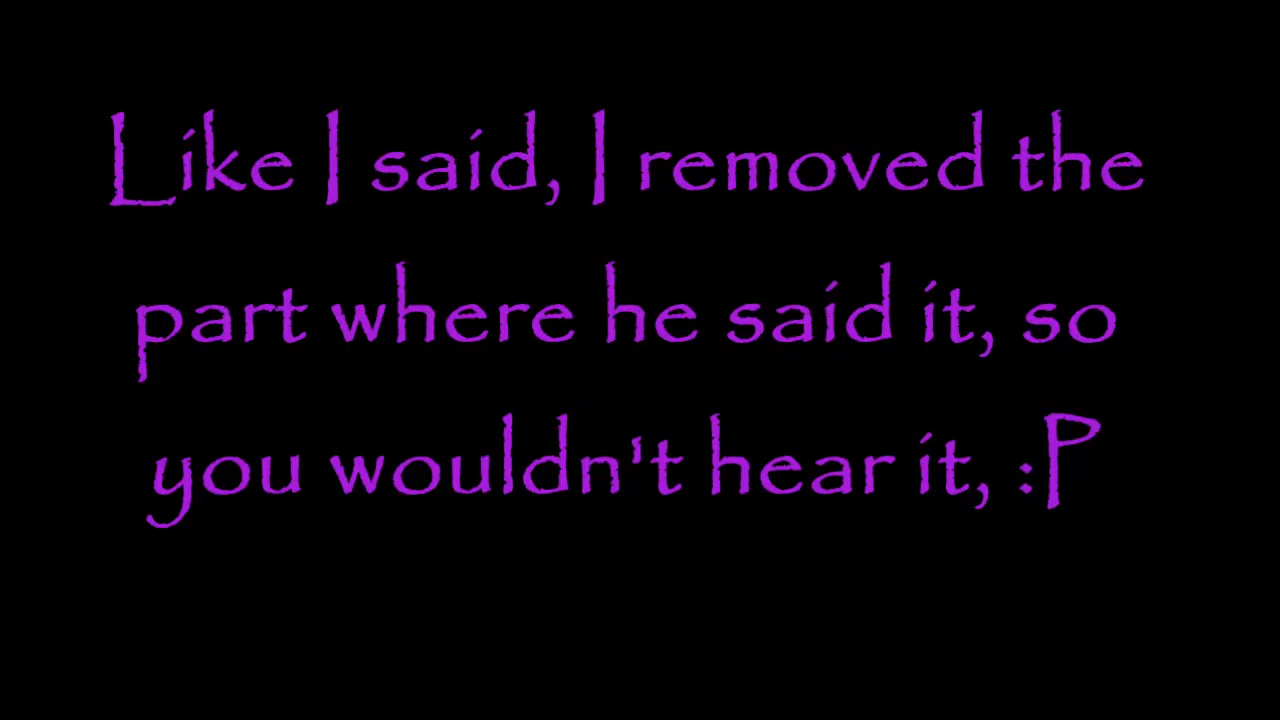 Like I said, I removed the
part where he said it, so
you wouldn't hear it, :P